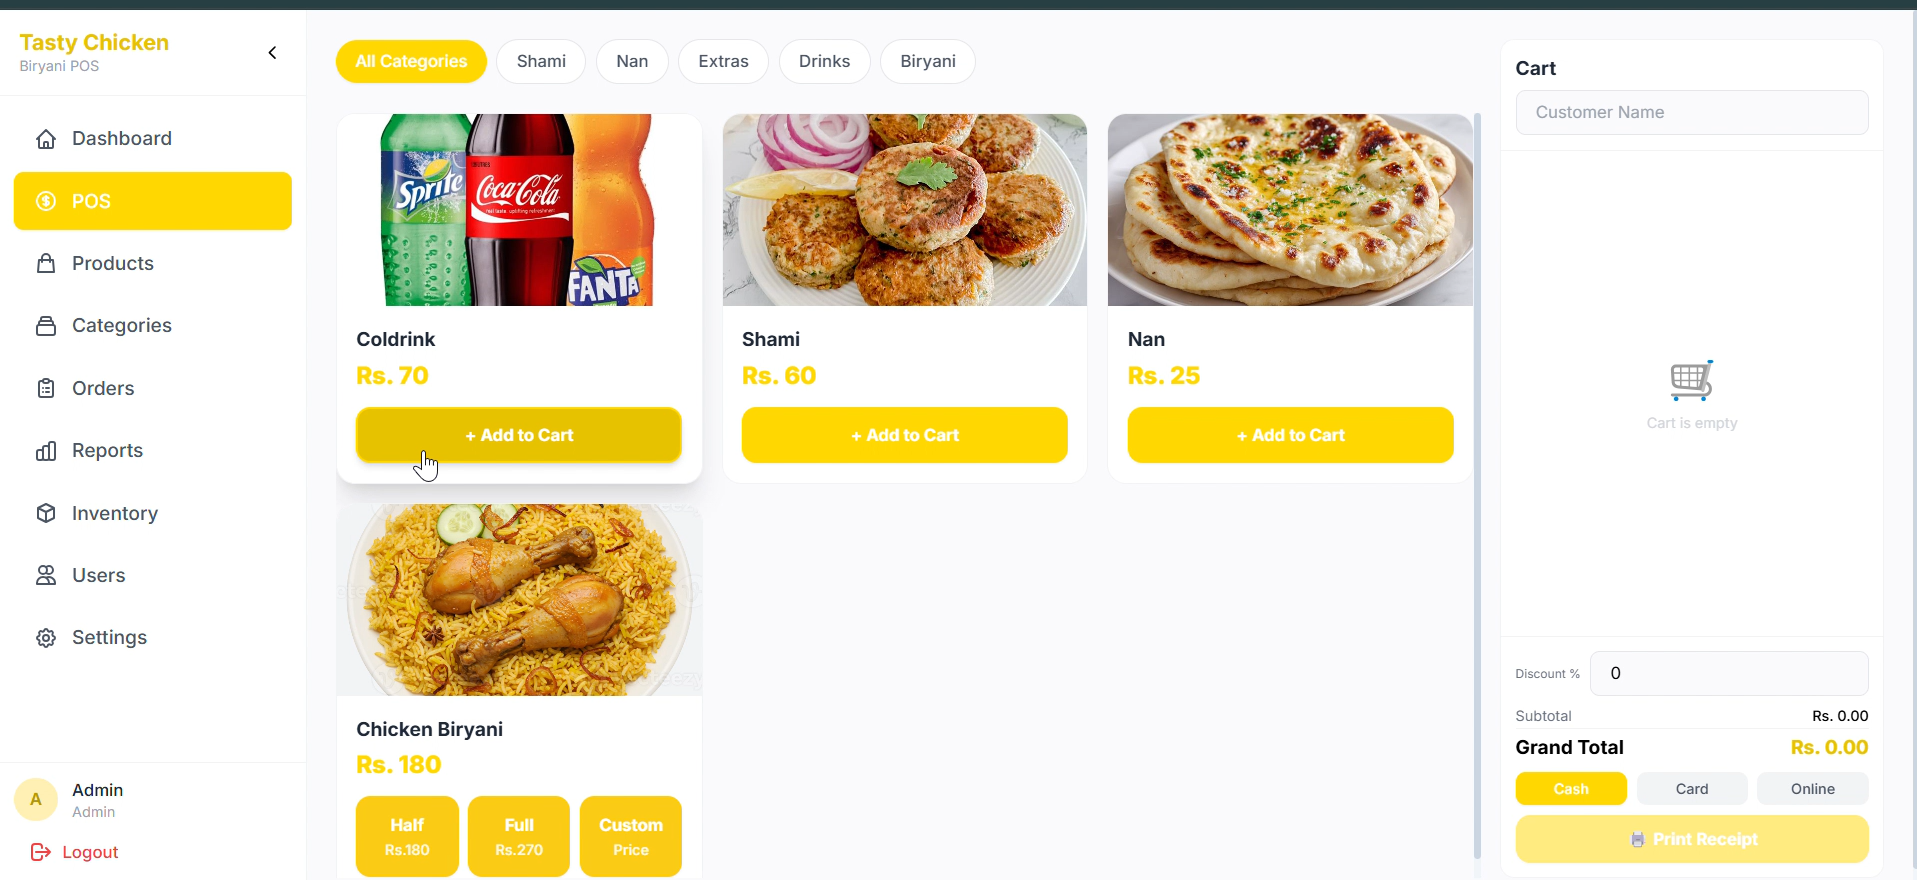 Tasty Chicken
Biryani POS
Dashboard
POS
Products
Categories
Orders
Reports
Inventory
Users
Settings
A
Admin
Admin
Logout
All Categories
Shami
Nan
Extras
Drinks
Biryani
Sprite
Coca-Cola
FANTA
Coldrink
Rs. 70
+ Add to Cart
Shami
Rs. 60
+ Add to Cart
Nan
Rs. 25
+ Add to Cart
Chicken Biryani
Rs. 180
Half
Rs.180
Full
Rs.270
Custom
Price
Cart
Customer Name
Cart is empty
Discount %
0
Subtotal
Rs. 0.00
Grand Total
Rs. 0.00
Cash
Card
Online
Print Receipt